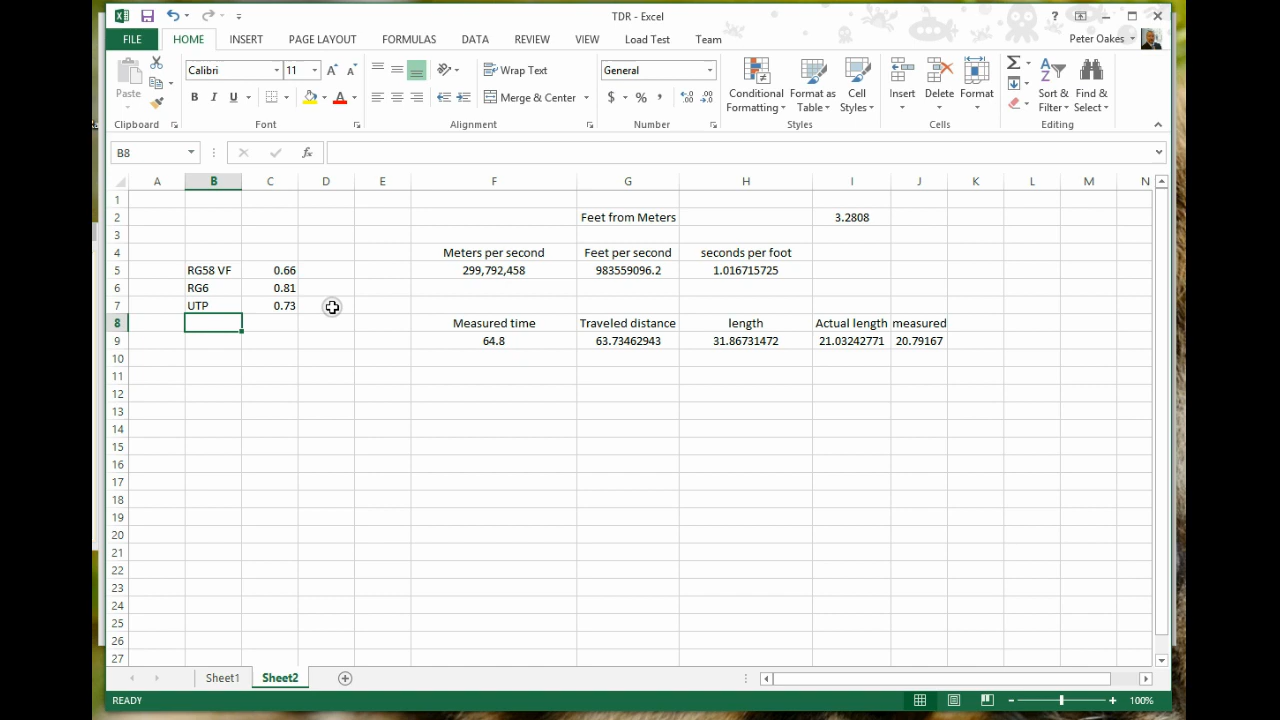 TDR - Excel
?
FILE HOME INSERT PAGE LAYOUT FORMULAS DATA REVIEW VIEW Load Test Team Peter Oakes
Paste
Calibri 11
B I U
A A
A
Wrap Text
Merge & Center
General
$ % ,
Conditional Formatting
Format as Table
Cell Styles
Insert
Delete
Format
Sort & Filter
Find & Select
Clipboard Font Alignment Number Styles Cells Editing
B8 fx
A B C D E F G H I J K L M N
1
2 Feet from Meters 3.2808
3
4 Meters per second Feet per second seconds per foot
5 RG58 VF 0.66 299,792,458 983559096.2 1.016715725
6 RG6 0.81
7 UTP 0.73
8 Measured time Traveled distance length Actual length measured
9 64.8 63.73462943 31.86731472 21.03242771 20.79167
10
11
12
13
14
15
16
17
18
19
20
21
22
23
24
25
26
27
Sheet1 Sheet2
READY 100%